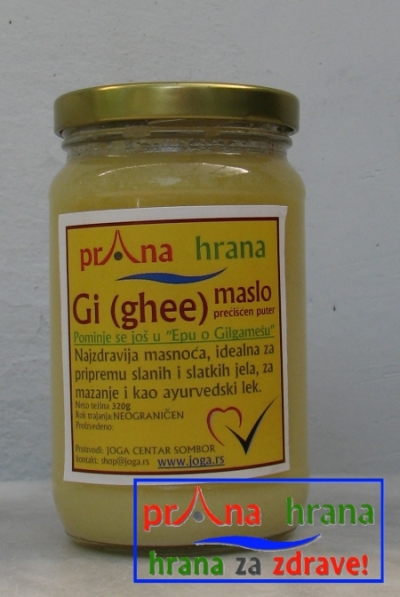 prAna hrana
Gi (ghee) maslo
prečiscen puter
Pominje se još u "Epu o Gilgamešu"
Najzdravija masnoća, idealna za
pripremu slanih i slatkih jela, za
mazanje i kao ayurvedski lek.
Neto težina 320g
Rok trajanja: NEOGRANIČEN
Proizvedeno:
Proizvodi: JOGA CENTAR SOMBOR
kontakt: shop@joga.rs www.joga.rs
prAna hrana
hrana za zdrave!